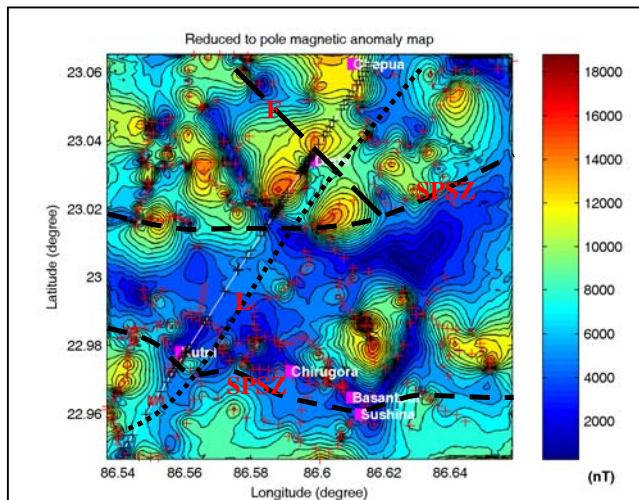 Reduced to pole magnetic anomaly map
23.06
23.04
23.02
23
22.98
22.96
Latitude (degree)
86.54
86.56
86.58
86.6
86.62
86.64
Longitude (degree)
F
SPSZ
L
Chirugora
SPSZ
Basant
Sushina
18000
16000
14000
12000
10000
8000
6000
4000
2000
(nT)